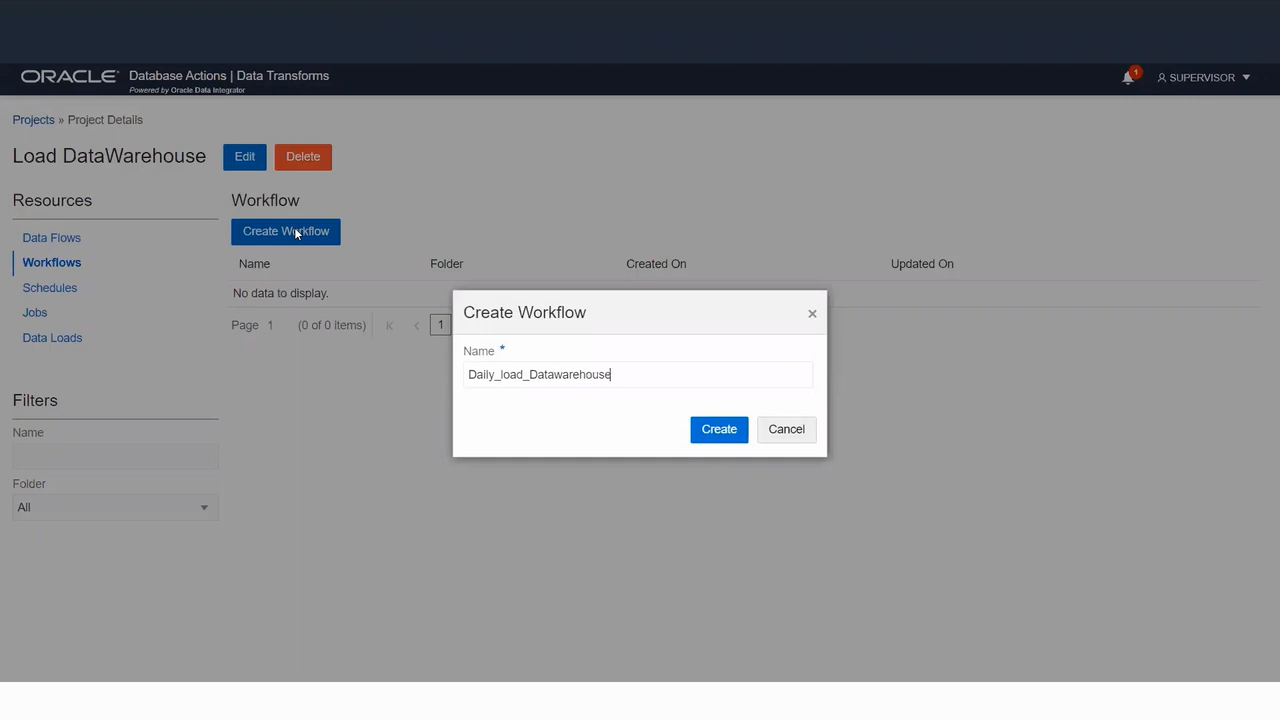 ORACLE Database Actions | Data Transforms
Powered by Oracle Data Integrator
1
SUPERVISOR
Projects » Project Details
Load DataWarehouse
Edit
Delete
Resources
Data Flows
Workflows
Schedules
Jobs
Data Loads
Filters
Name
Folder
All
Workflow
Create Workflow
Name Folder Created On Updated On
No data to display.
Page 1 (0 of 0 items) 1
Create Workflow
Name *
Daily_load_Datawarehouse
Create
Cancel